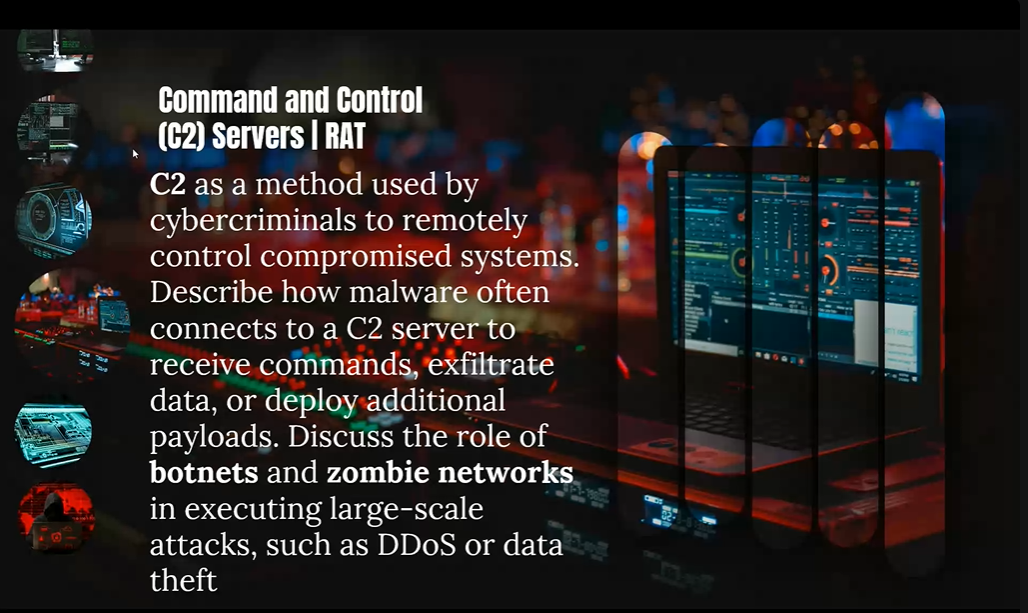 Command and Control
(C2) Servers | RAT
C2 as a method used by
cybercriminals to remotely
control compromised systems.
Describe how malware often
connects to a C2 server to
receive commands, exfiltrate
data, or deploy additional
payloads. Discuss the role of
botnets and zombie networks
in executing large-scale
attacks, such as DDoS or data
theft